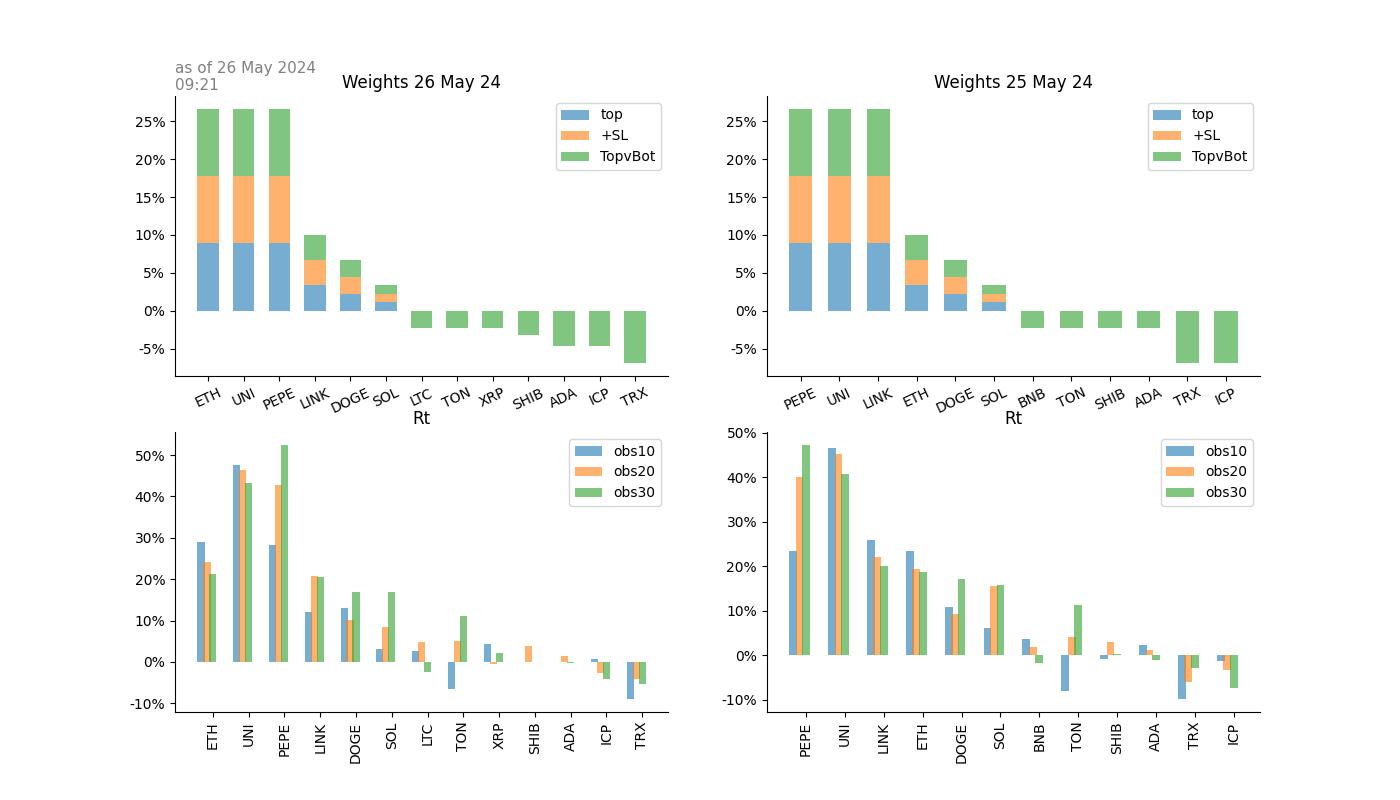 as of 26 May 2024
09:21
Weights 26 May 24
25%
20%
15%
10%
5%
0%
-5%
top
+SL
TopvBot
ETH UNI PEPE LINK DOGE SOL LTC TON XRP SHIB ADA ICP TRX
Weights 25 May 24
25%
20%
15%
10%
5%
0%
-5%
top
+SL
TopvBot
PEPE UNI LINK ETH DOGE SOL BNB TON SHIB ADA TRX ICP
Rt
50%
40%
30%
20%
10%
0%
-10%
obs10
obs20
obs30
ETH UNI PEPE LINK DOGE SOL LTC TON XRP SHIB ADA ICP TRX
Rt
50%
40%
30%
20%
10%
0%
-10%
obs10
obs20
obs30
PEPE UNI LINK ETH DOGE SOL BNB TON SHIB ADA TRX ICP